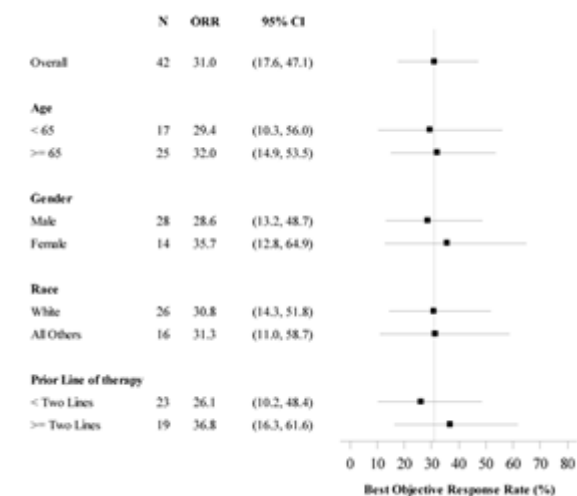 N ORR 95% CI
Overall 42 31.0 (17.6, 47.1)
Age
< 65 17 29.4 (10.3, 56.0)
>= 65 25 32.0 (14.9, 53.5)
Gender
Male 28 28.6 (13.2, 48.7)
Female 14 35.7 (12.8, 64.9)
Race
White 26 30.8 (14.3, 51.8)
All Others 16 31.3 (11.0, 58.7)
Prior Line of therapy
< Two Lines 23 26.1 (10.2, 48.4)
>= Two Lines 19 36.8 (16.3, 61.6)
0 10 20 30 40 50 60 70 80
Best Objective Response Rate (%)